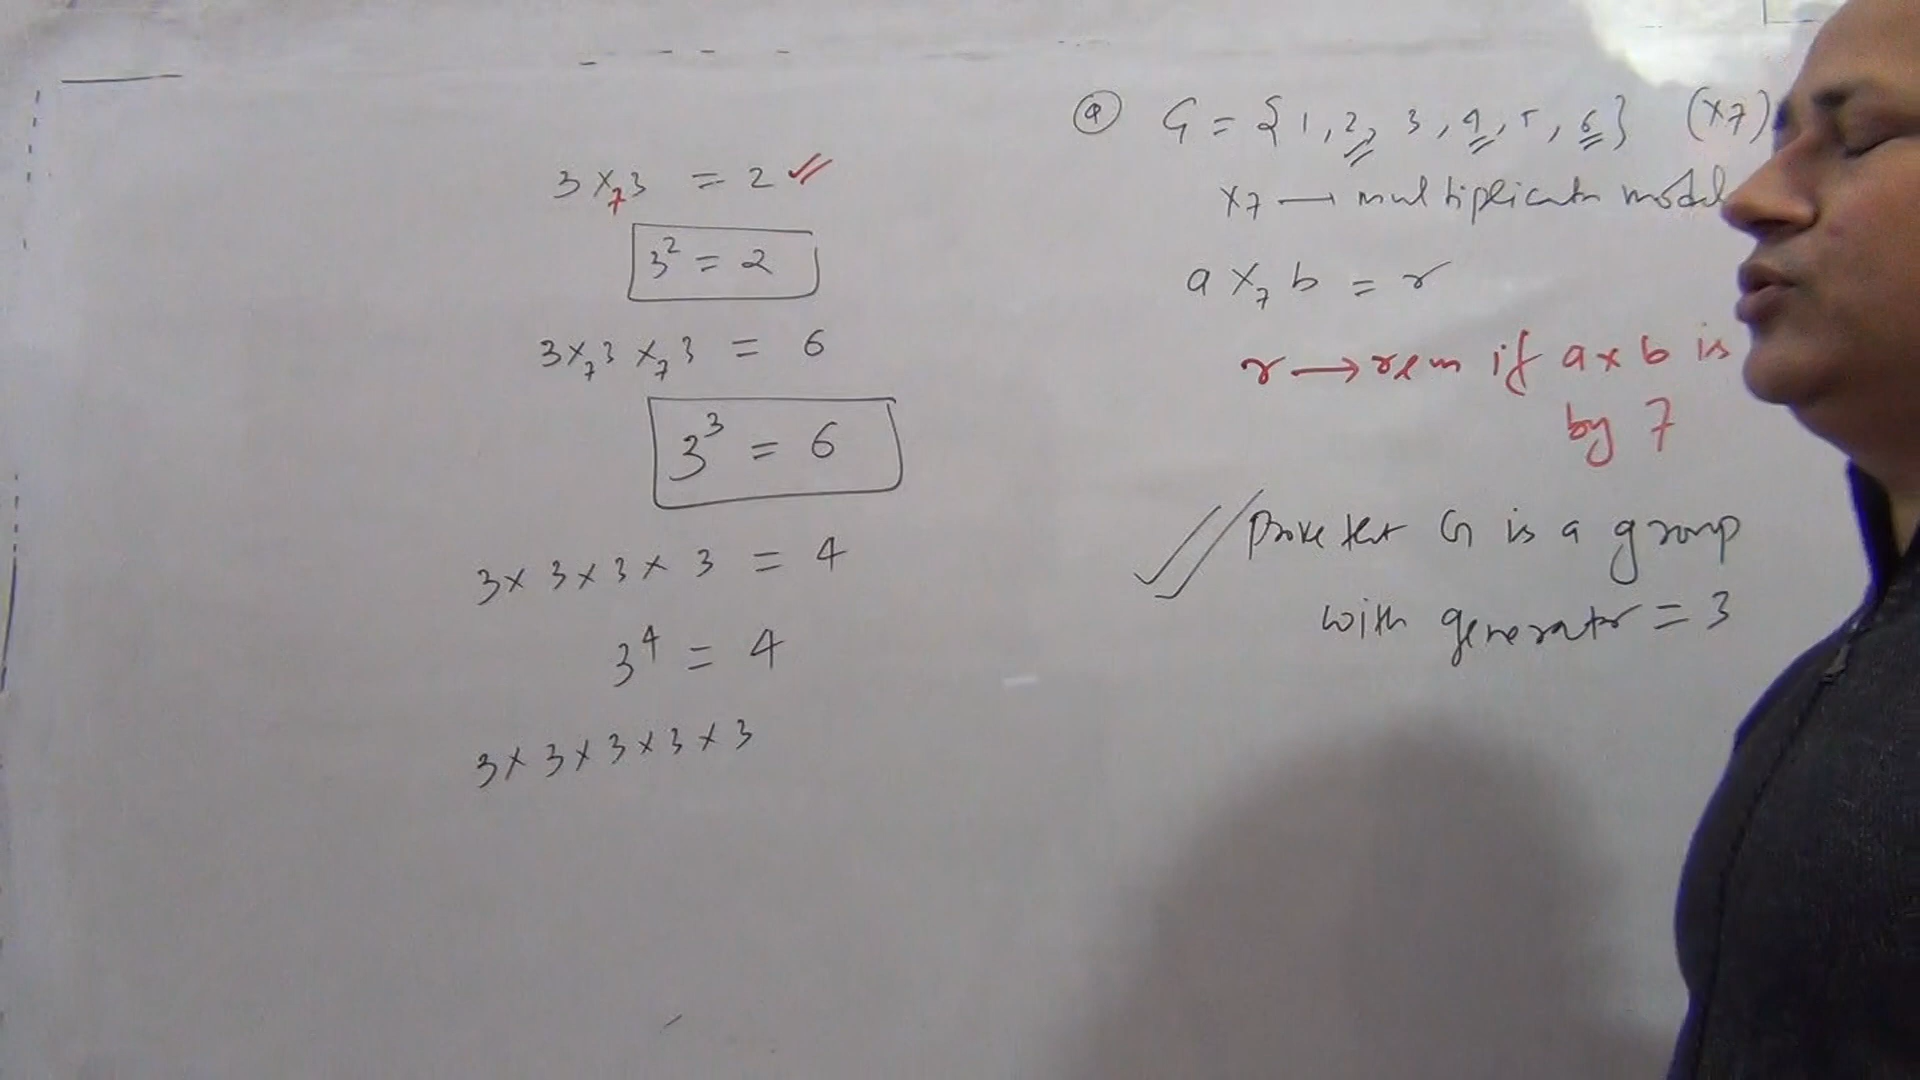 3 ×₇ 3 = 2
3² = 2
3 ×₇ 3 ×₇ 3 = 6
3³ = 6
3 × 3 × 3 × 3 = 4
3⁴ = 4
3 × 3 × 3 × 3 × 3
Q G = { 1, 2, 3, 4, 5, 6 } (×7)
×7 → multiplicatn modul
a ×₇ b = r
r → rem if a × b is
by 7
Prove that G is a group
with generator = 3